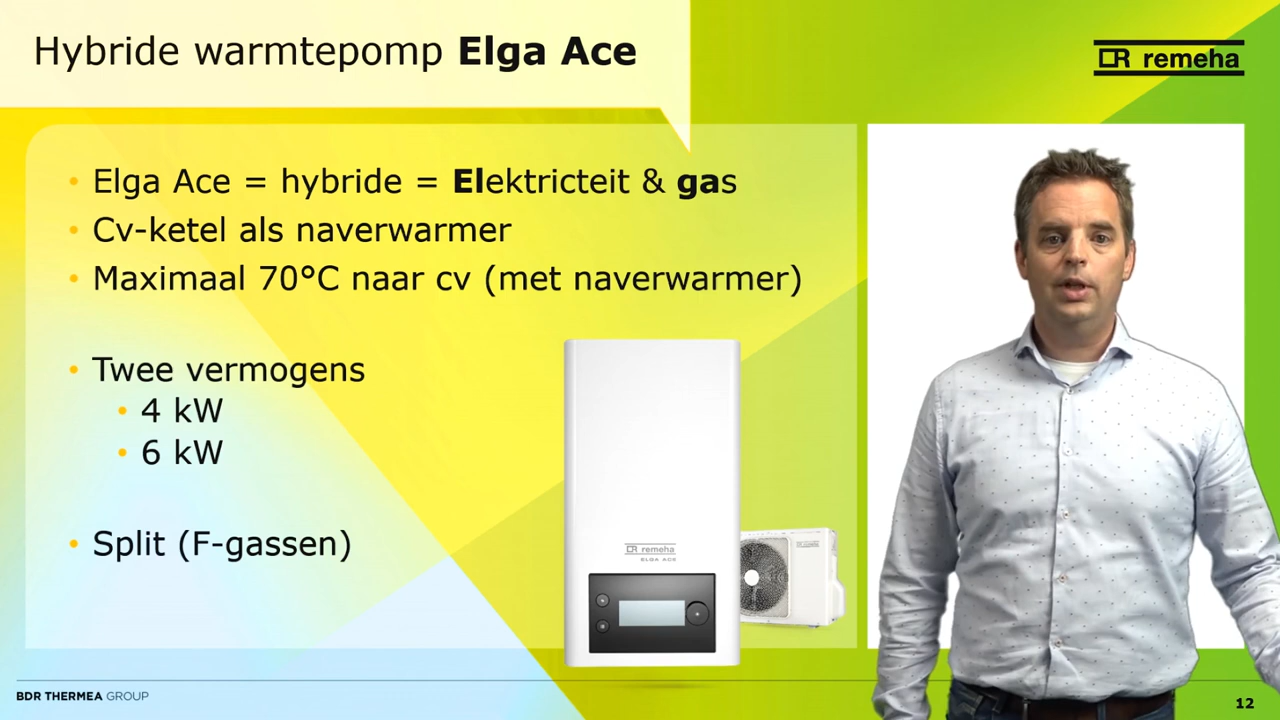 Hybride warmtepomp Elga Ace
remeha
Elga Ace = hybride = Elektricteit & gas
Cv-ketel als naverwarmer
Maximaal 70°C naar cv (met naverwarmer)
Twee vermogens
4 kW
6 kW
Split (F-gassen)
remeha
ELGA ACE
remeha
BDR THERMEA GROUP
12